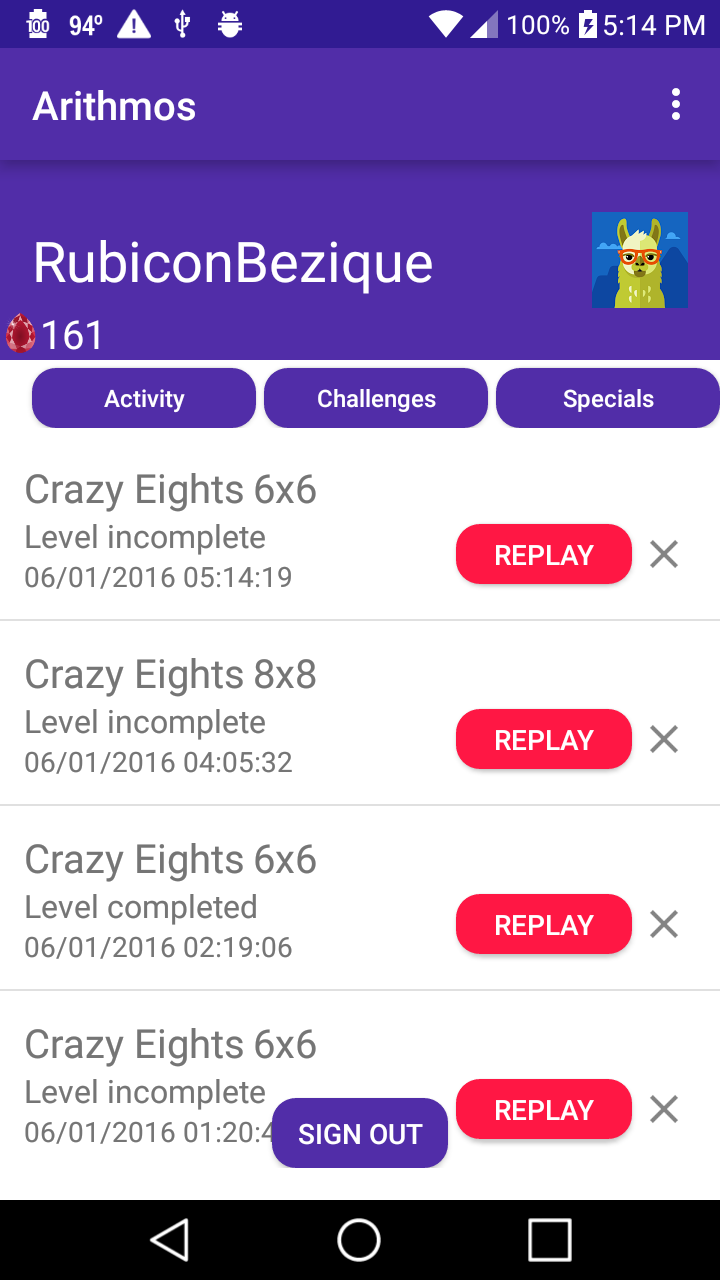 100 94º 100% 5:14 PM
Arithmos
RubiconBezique
161
Activity Challenges Specials
Crazy Eights 6x6
Level incomplete
06/01/2016 05:14:19
REPLAY
Crazy Eights 8x8
Level incomplete
06/01/2016 04:05:32
REPLAY
Crazy Eights 6x6
Level completed
06/01/2016 02:19:06
REPLAY
Crazy Eights 6x6
Level incomplete
06/01/2016 01:20:4
REPLAY
SIGN OUT